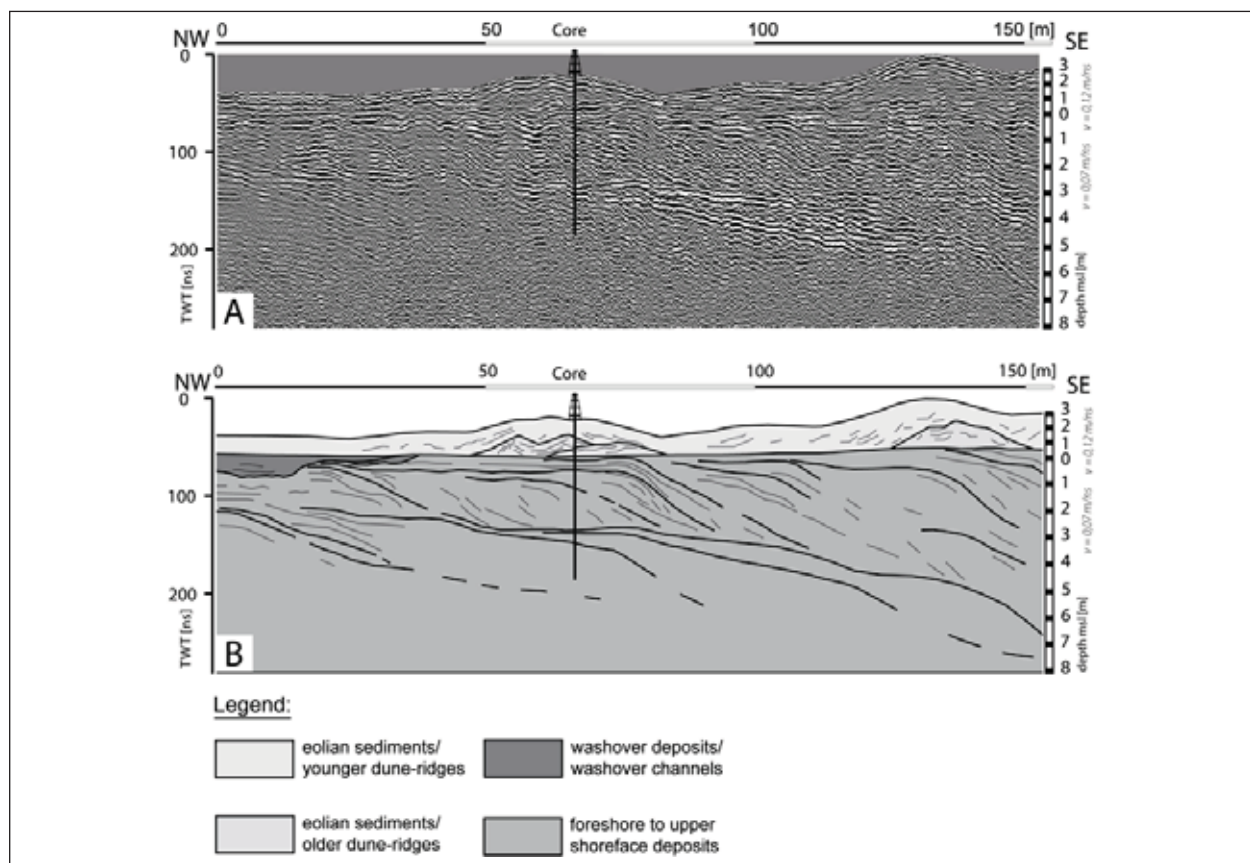 0 50 Core 100 150 [m]
NW SE
0
100
200
TWT [ns]
A
3
2
1
0
1
2
3
4
5
6
7
8
v = 0,12 m/ns
v = 0,07 m/ns
depth msl [m]
0 50 Core 100 150 [m]
NW SE
0
100
200
TWT [ns]
B
3
2
1
0
1
2
3
4
5
6
7
8
v = 0,12 m/ns
v = 0,07 m/ns
depth msl [m]
Legend:
eolian sediments/
younger dune-ridges
washover deposits/
washover channels
eolian sediments/
older dune-ridges
foreshore to upper
shoreface deposits